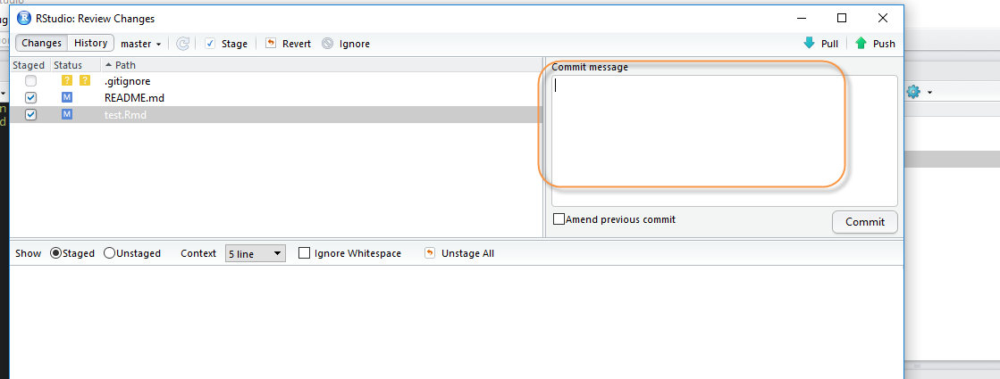 RStudio: Review Changes
Changes History master Stage Revert Ignore Pull Push
Staged Status Path
Commit message
? ? .gitignore
M README.md
M test.Rmd
Amend previous commit
Commit
Show Staged Unstaged Context 5 line Ignore Whitespace Unstage All